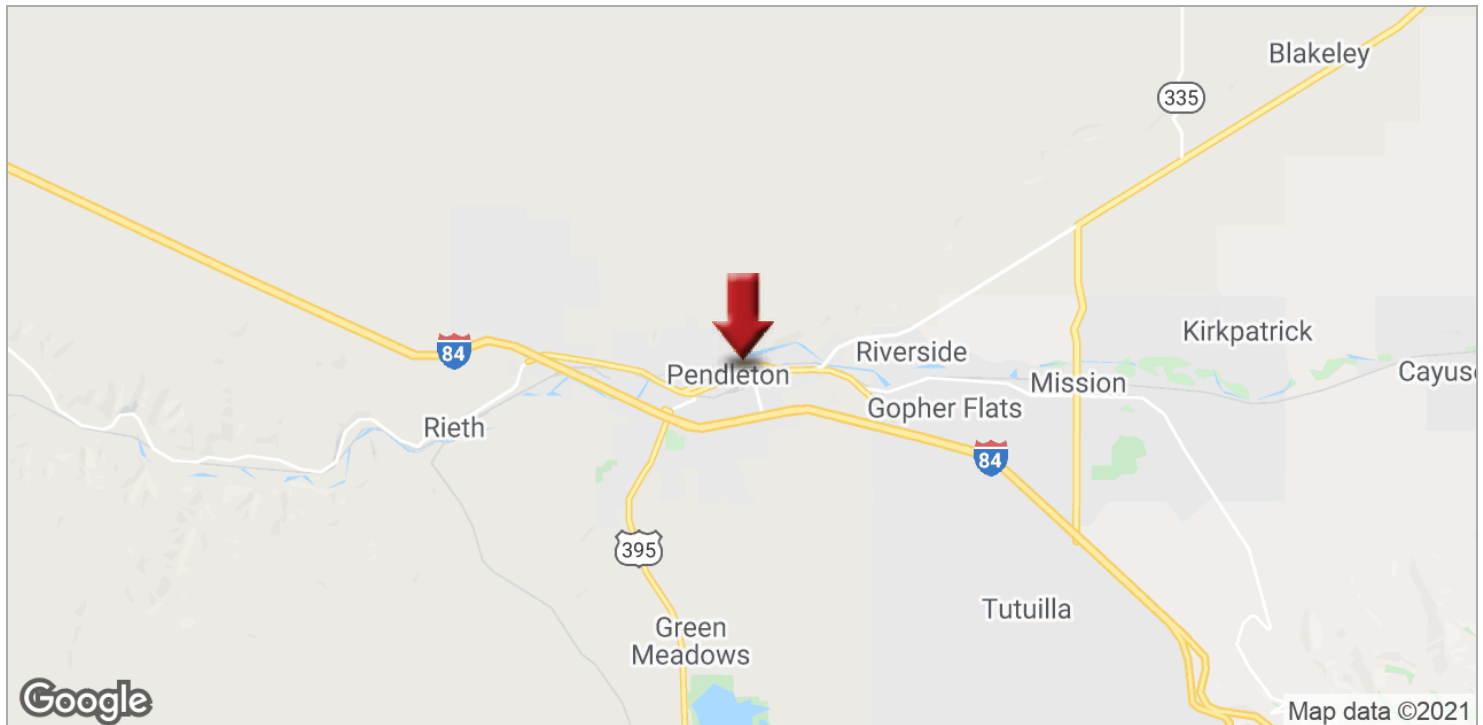 Blakeley
335
Kirkpatrick
84
Riverside
Pendleton
Cayuse
Mission
Gopher Flats
Rieth
84
395
Tutuilla
Green
Meadows
Google
Map data ©2021